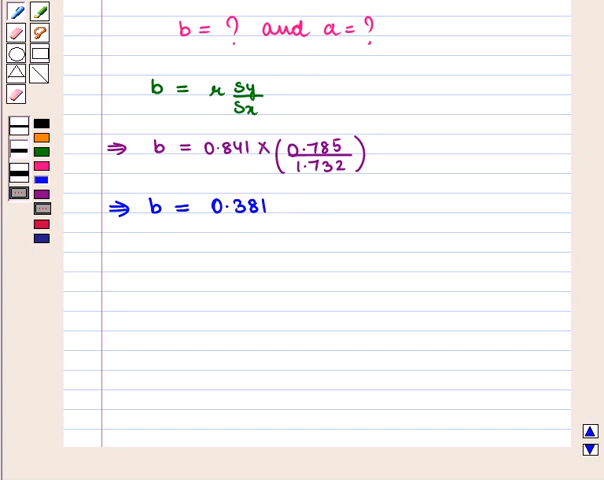 b = ? and a = ?
b = r Sy/Sx
⇒ b = 0.841 × (0.785/1.732)
⇒ b = 0.381